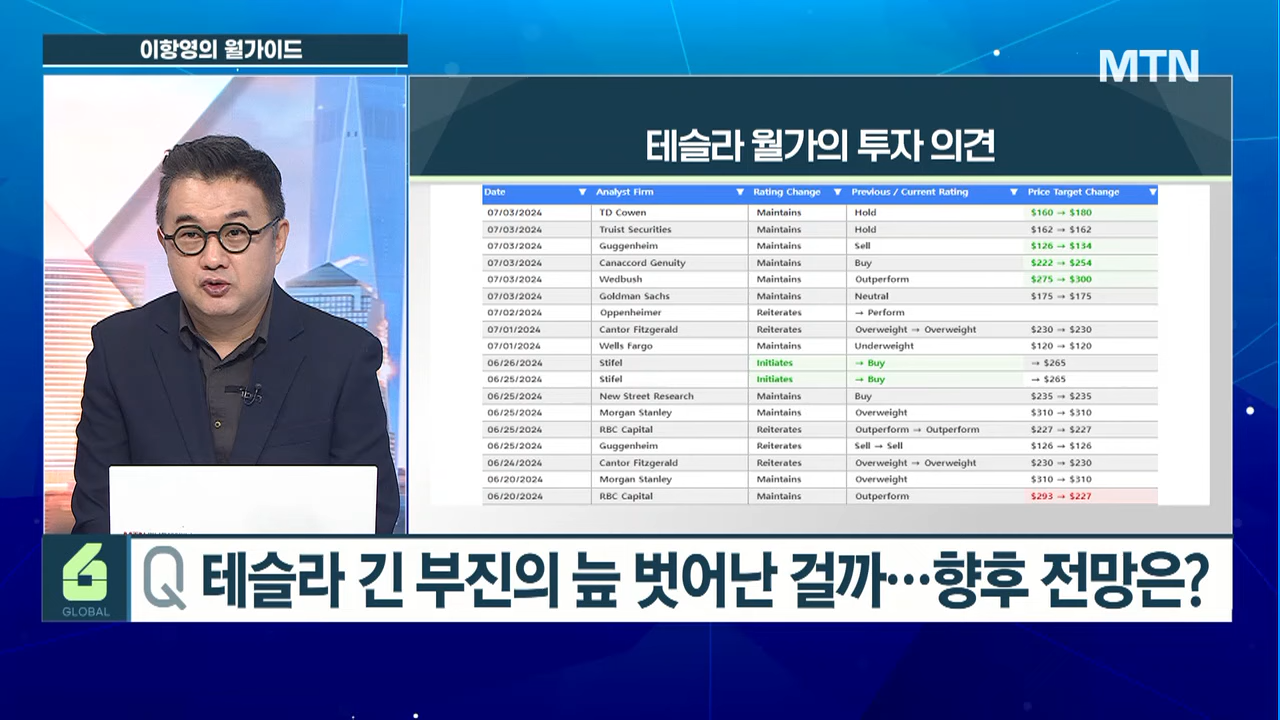 이항영의 월가이드
MTN
테슬라 월가의 투자 의견
Date Analyst Firm Rating Change Previous / Current Rating Price Target Change
07/03/2024 TD Cowen Maintains Hold $160 → $180
07/03/2024 Truist Securities Maintains Hold $162 → $162
07/03/2024 Guggenheim Maintains Sell $126 → $134
07/03/2024 Canaccord Genuity Maintains Buy $222 → $254
07/03/2024 Wedbush Maintains Outperform $275 → $300
07/03/2024 Goldman Sachs Maintains Neutral $175 → $175
07/02/2024 Oppenheimer Reiterates → Perform
07/01/2024 Cantor Fitzgerald Reiterates Overweight → Overweight $230 → $230
07/01/2024 Wells Fargo Maintains Underweight $120 → $120
06/26/2024 Stifel Initiates → Buy → $265
06/25/2024 Stifel Initiates → Buy → $265
06/25/2024 New Street Research Maintains Buy $235 → $235
06/25/2024 Morgan Stanley Maintains Overweight $310 → $310
06/25/2024 RBC Capital Reiterates Outperform → Outperform $227 → $227
06/25/2024 Guggenheim Reiterates Sell → Sell $126 → $126
06/24/2024 Cantor Fitzgerald Reiterates Overweight → Overweight $230 → $230
06/20/2024 Morgan Stanley Maintains Overweight $310 → $310
06/20/2024 RBC Capital Maintains Outperform $293 → $227
6 GLOBAL
Q 테슬라 긴 부진의 늪 벗어난 걸까…향후 전망은?